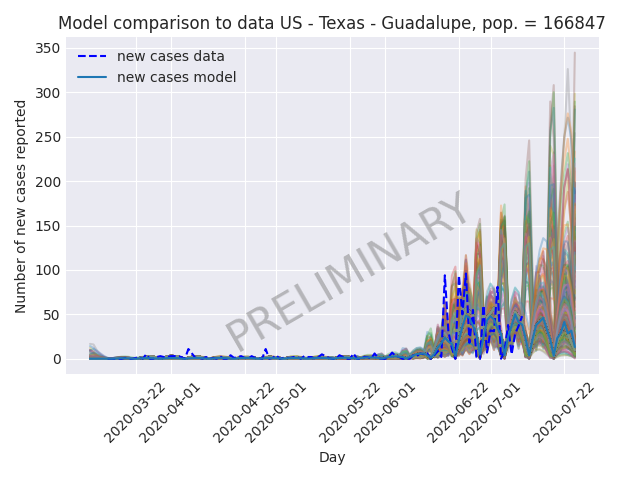 Model comparison to data US - Texas - Guadalupe, pop. = 166847
new cases data
new cases model
350
300
250
200
150
100
50
0
Number of new cases reported
PRELIMINARY
2020-03-22
2020-04-01
2020-04-22
2020-05-01
2020-05-22
2020-06-01
2020-06-22
2020-07-01
2020-07-22
Day